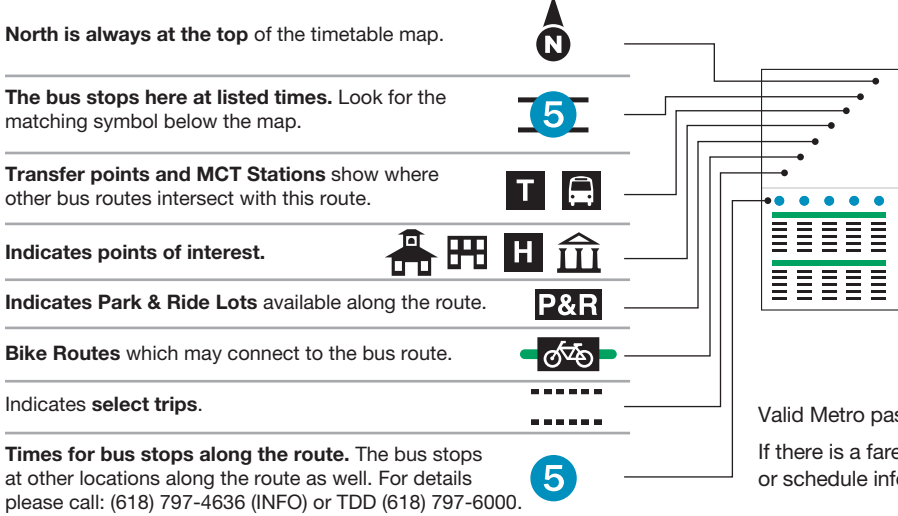 North is always at the top of the timetable map.
N
The bus stops here at listed times. Look for the
matching symbol below the map.
5
Transfer points and MCT Stations show where
other bus routes intersect with this route.
T
Indicates points of interest.
H
Indicates Park & Ride Lots available along the route.
P&R
Bike Routes which may connect to the bus route.
Indicates select trips.
Times for bus stops along the route. The bus stops
at other locations along the route as well. For details
please call: (618) 797-4636 (INFO) or TDD (618) 797-6000.
5
Valid Metro pas
If there is a fare
or schedule info